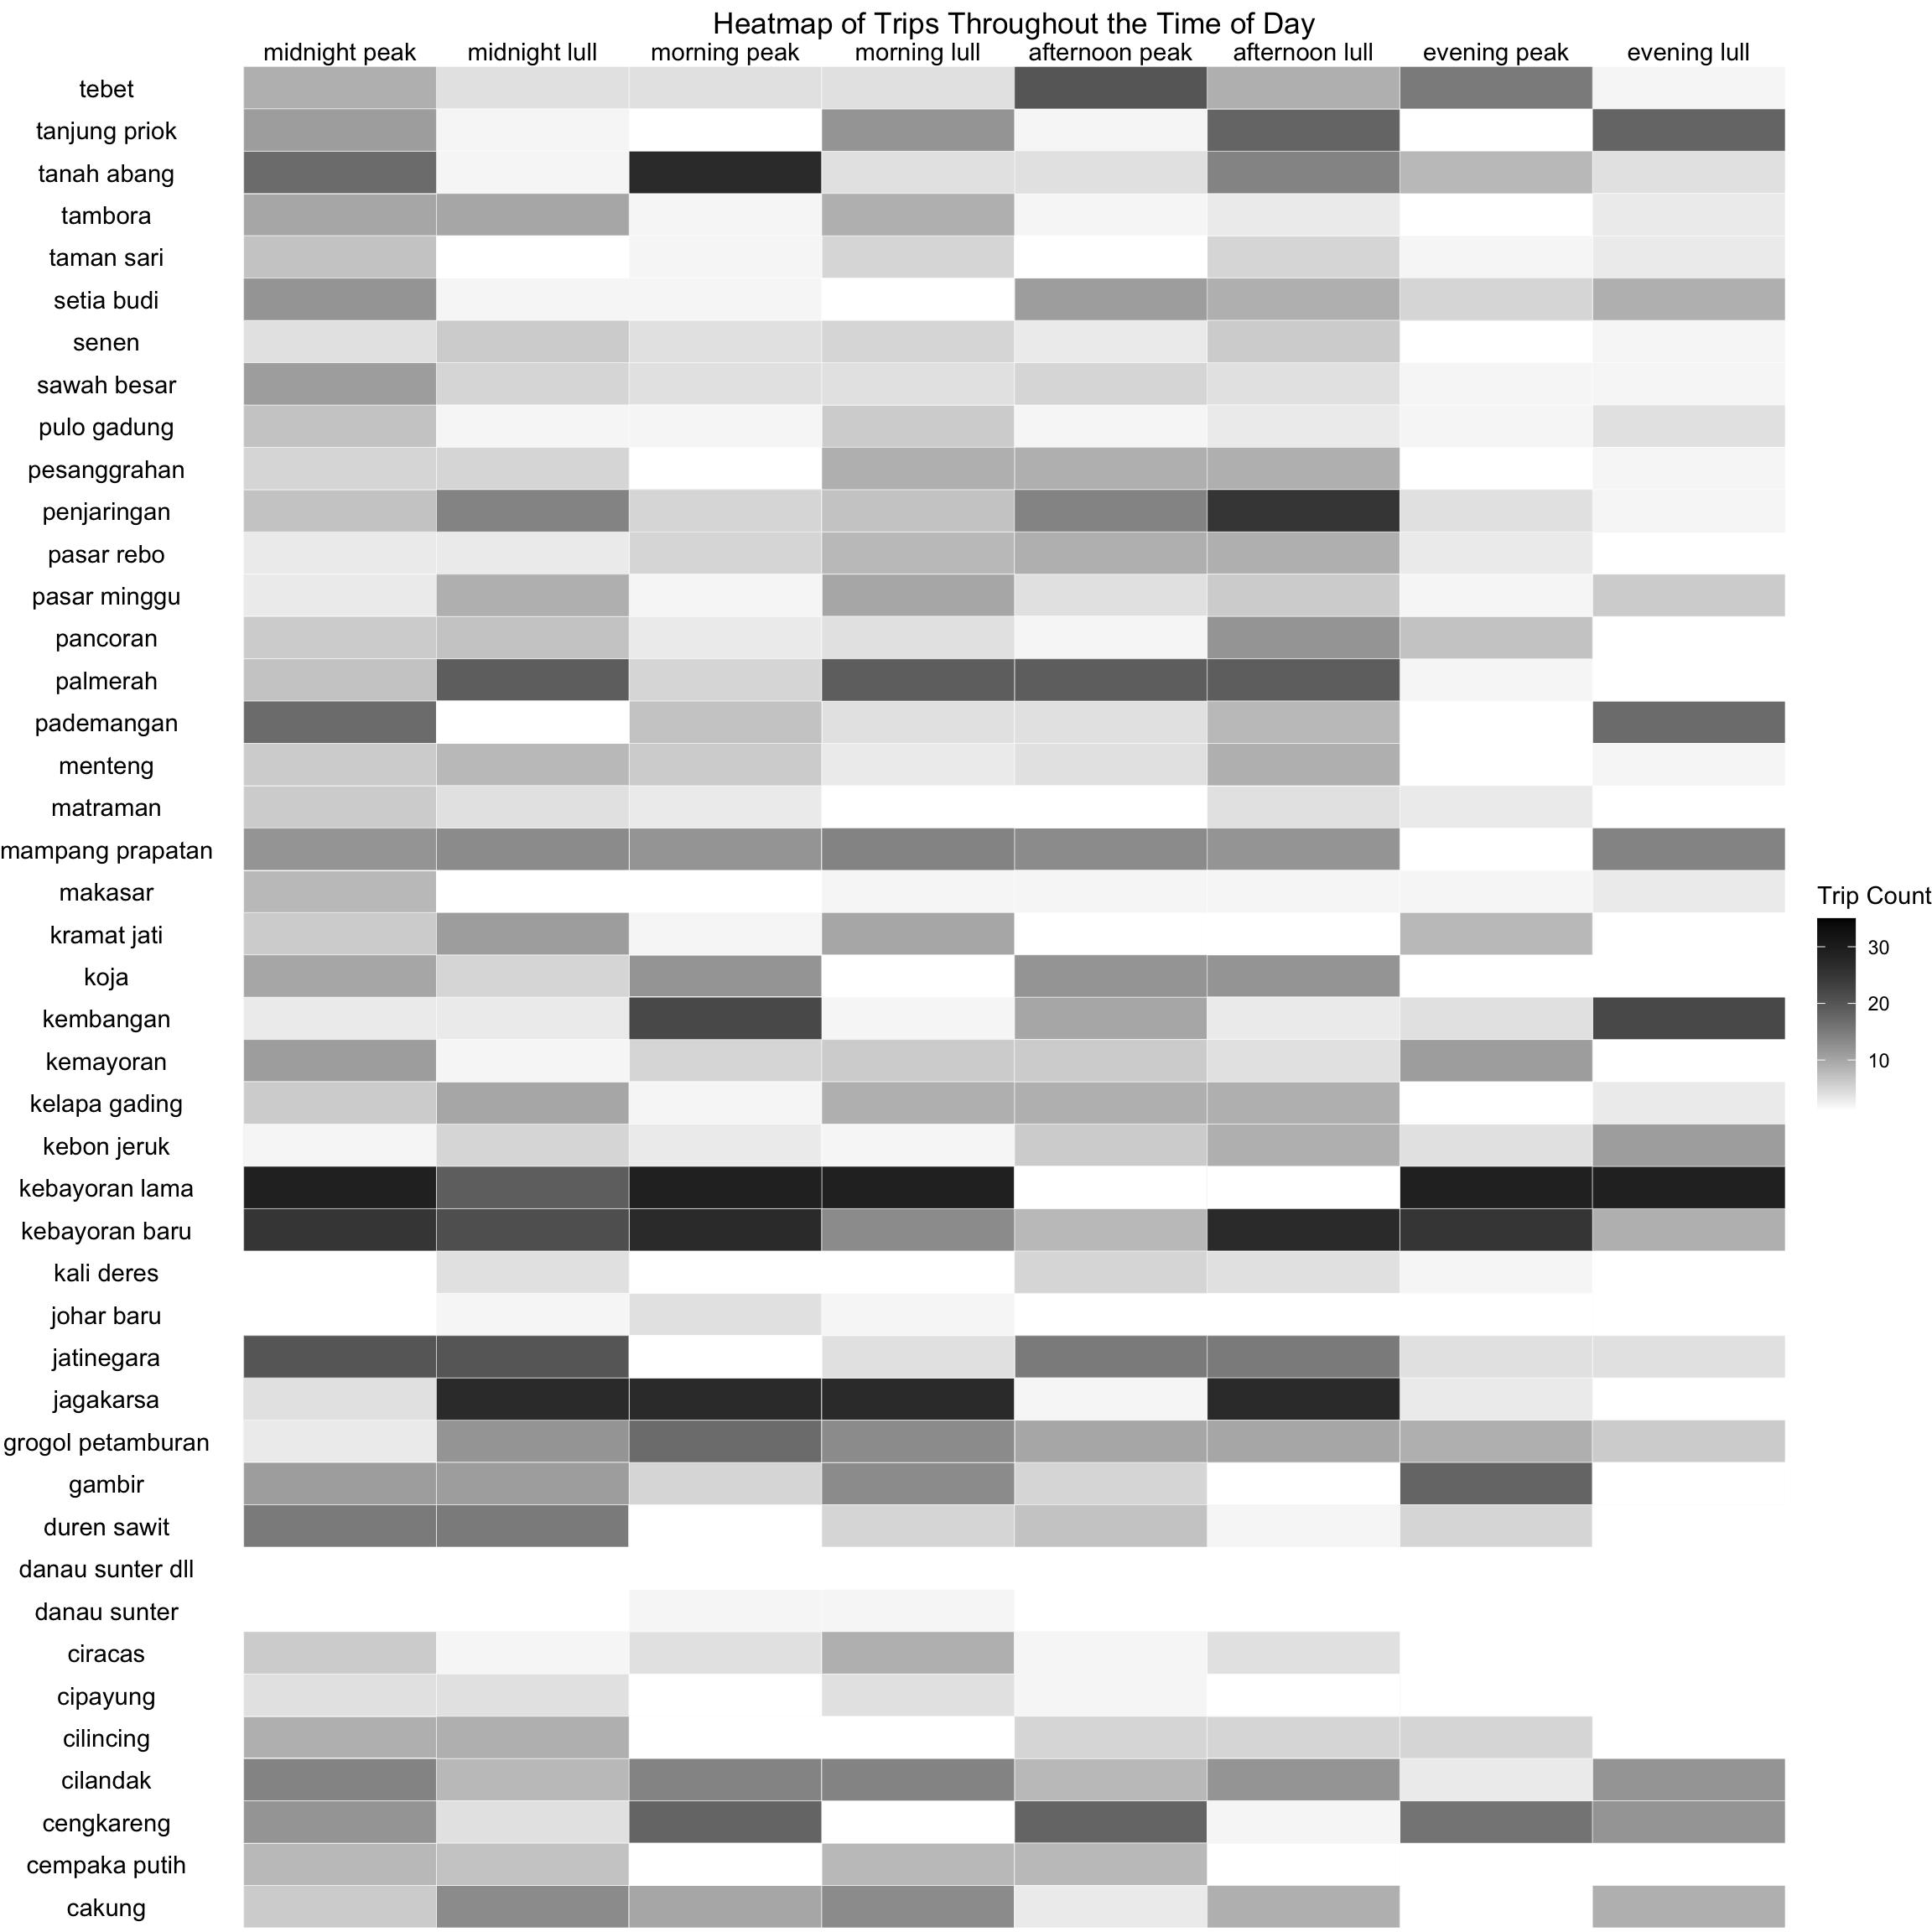 Heatmap of Trips Throughout the Time of Day
midnight peak midnight lull morning peak morning lull afternoon peak afternoon lull evening peak evening lull
tebet
tanjung priok
tanah abang
tambora
taman sari
setia budi
senen
sawah besar
pulo gadung
pesanggrahan
penjaringan
pasar rebo
pasar minggu
pancoran
palmerah
pademangan
menteng
matraman
mampang prapatan
makasar
kramat jati
koja
kembangan
kemayoran
kelapa gading
kebon jeruk
kebayoran lama
kebayoran baru
kali deres
johar baru
jatinegara
jagakarsa
grogol petamburan
gambir
duren sawit
danau sunter dll
danau sunter
ciracas
cipayung
cilincing
cilandak
cengkareng
cempaka putih
cakung
Trip Count
30
20
10